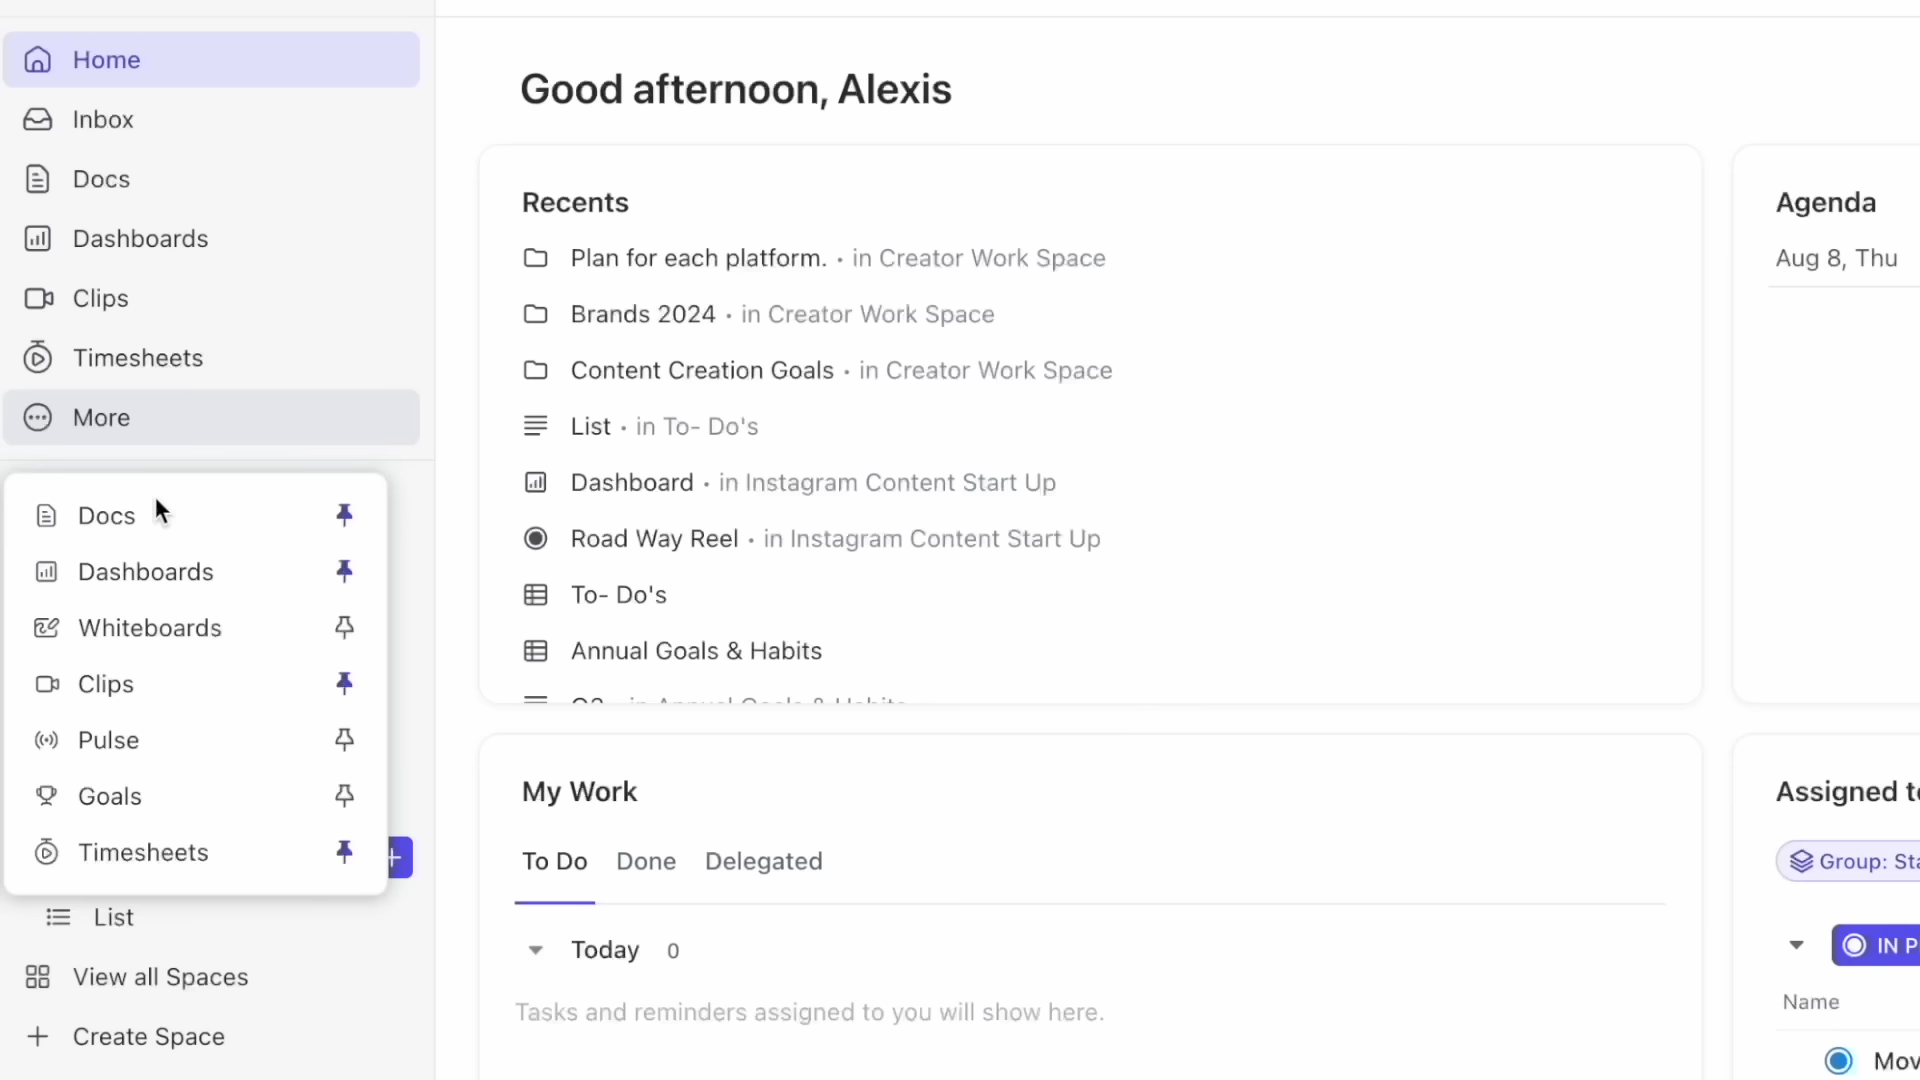 Home
Inbox
Docs
Dashboards
Clips
Timesheets
More
Docs
Dashboards
Whiteboards
Clips
Pulse
Goals
Timesheets
List
View all Spaces
Create Space
Good afternoon, Alexis
Recents
Plan for each platform. • in Creator Work Space
Brands 2024 • in Creator Work Space
Content Creation Goals • in Creator Work Space
List • in To- Do's
Dashboard • in Instagram Content Start Up
Road Way Reel • in Instagram Content Start Up
To- Do's
Annual Goals & Habits
My Work
To Do Done Delegated
Today 0
Tasks and reminders assigned to you will show here.
Agenda
Aug 8, Thu
Assigned
Group:
IN
Name